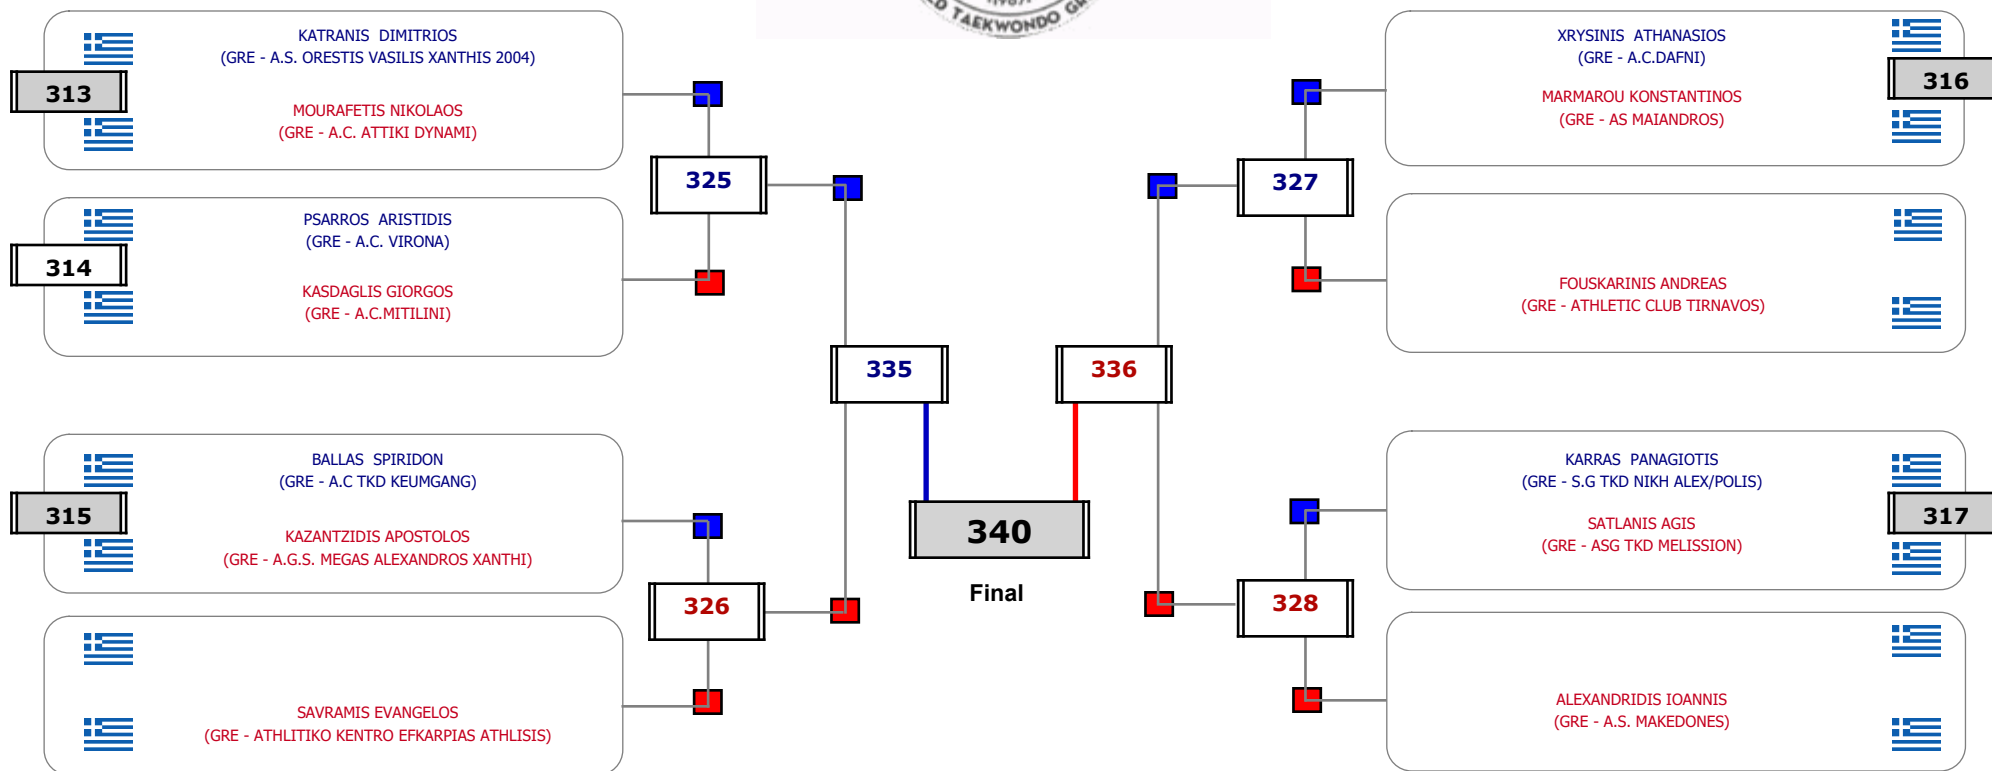 TAEKWONDO
KATRANIS DIMITRIOS
(GRE - A.S. ORESTIS VASILIS XANTHIS 2004)
313
MOURAFETIS NIKOLAOS
(GRE - A.C. ATTIKI DYNAMI)
PSARROS ARISTIDIS
(GRE - A.C. VIRONA)
314
KASDAGLIS GIORGOS
(GRE - A.C.MITILINI)
BALLAS SPIRIDON
(GRE - A.C TKD KEUMGANG)
315
KAZANTZIDIS APOSTOLOS
(GRE - A.G.S. MEGAS ALEXANDROS XANTHI)
SAVRAMIS EVANGELOS
(GRE - ATHLITIKO KENTRO EFKARPIAS ATHLISIS)
325
326
335
340
Final
336
327
328
XRYSINIS ATHANASIOS
(GRE - A.C.DAFNI)
316
MARMAROU KONSTANTINOS
(GRE - AS MAIANDROS)
FOUSKARINIS ANDREAS
(GRE - ATHLETIC CLUB TIRNAVOS)
KARRAS PANAGIOTIS
(GRE - S.G TKD NIKH ALEX/POLIS)
317
SATLANIS AGIS
(GRE - ASG TKD MELISSION)
ALEXANDRIDIS IOANNIS
(GRE - A.S. MAKEDONES)